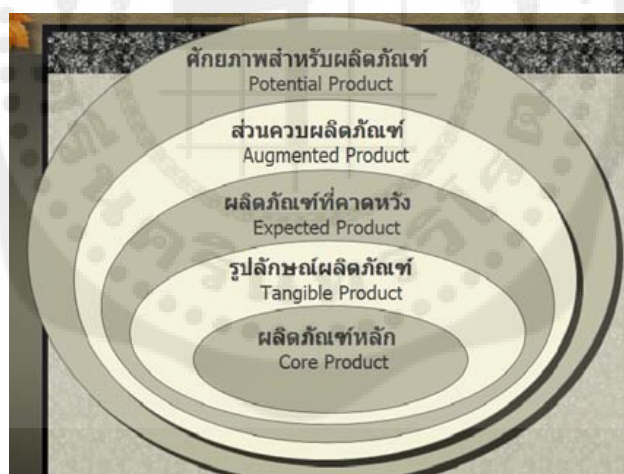 ศักยภาพสำหรับผลิตภัณฑ์
Potential Product
ส่วนควบผลิตภัณฑ์
Augmented Product
ผลิตภัณฑ์ที่คาดหวัง
Expected Product
รูปลักษณ์ผลิตภัณฑ์
Tangible Product
ผลิตภัณฑ์หลัก
Core Product